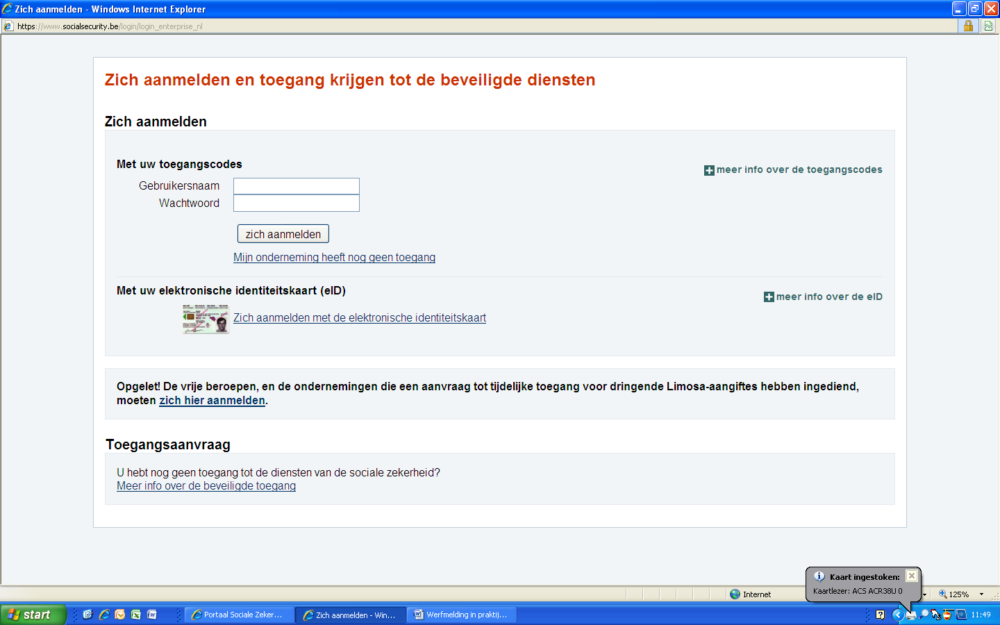 Zich aanmelden - Windows Internet Explorer
https://www.socialsecurity.be/login/login_enterprise_nl
Zich aanmelden en toegang krijgen tot de beveiligde diensten
Zich aanmelden
Met uw toegangscodes
meer info over de toegangscodes
Gebruikersnaam
Wachtwoord
zich aanmelden
Mijn onderneming heeft nog geen toegang
Met uw elektronische identiteitskaart (eID)
meer info over de eID
Zich aanmelden met de elektronische identiteitskaart
Opgelet! De vrije beroepen, en de ondernemingen die een aanvraag tot tijdelijke toegang voor dringende Limosa-aangiftes hebben ingediend,
moeten zich hier aanmelden.
Toegangsaanvraag
U hebt nog geen toegang tot de diensten van de sociale zekerheid?
Meer info over de beveiligde toegang
Kaart ingestoken:
Kaartlezer: ACS ACR38U 0
Internet
125%
start
Portaal Sociale Zeker...
Zich aanmelden - Win...
Werfmelding in praktij...
11:49